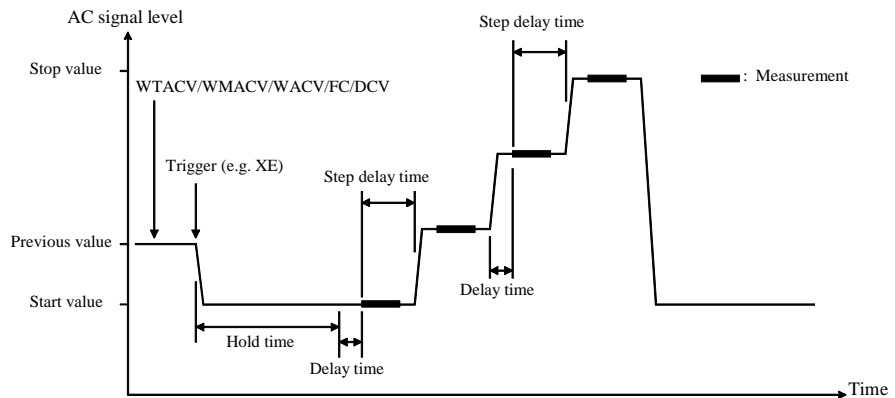 AC signal level
Step delay time
Stop value
: Measurement
WTACV/WMACV/WACV/FC/DCV
Trigger (e.g. XE)
Step delay time
Previous value
Delay time
Start value
Hold time
Delay time
Time